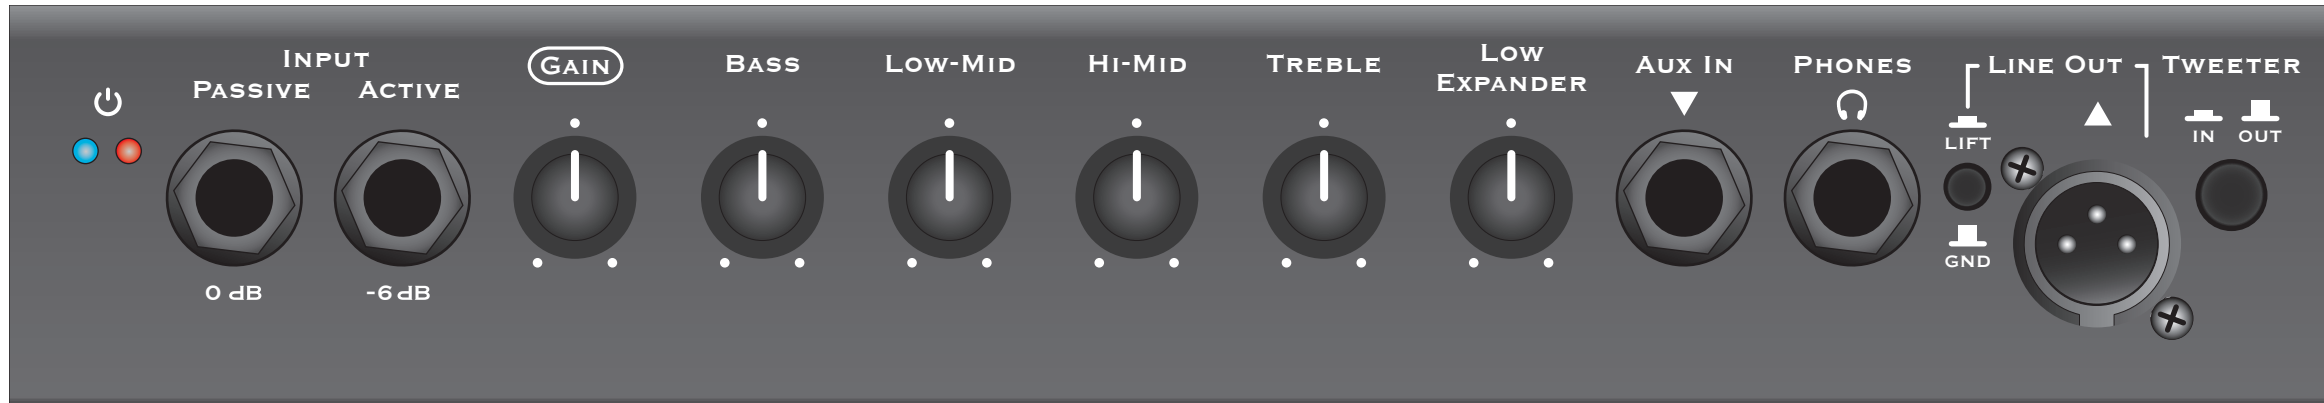 INPUT
PASSIVE
ACTIVE
0 dB
-6 dB
GAIN
BASS
LOW-MID
HI-MID
TREBLE
LOW
EXPANDER
AUX IN
PHONES
LINE OUT
LIFT
GND
TWEETER
IN
OUT